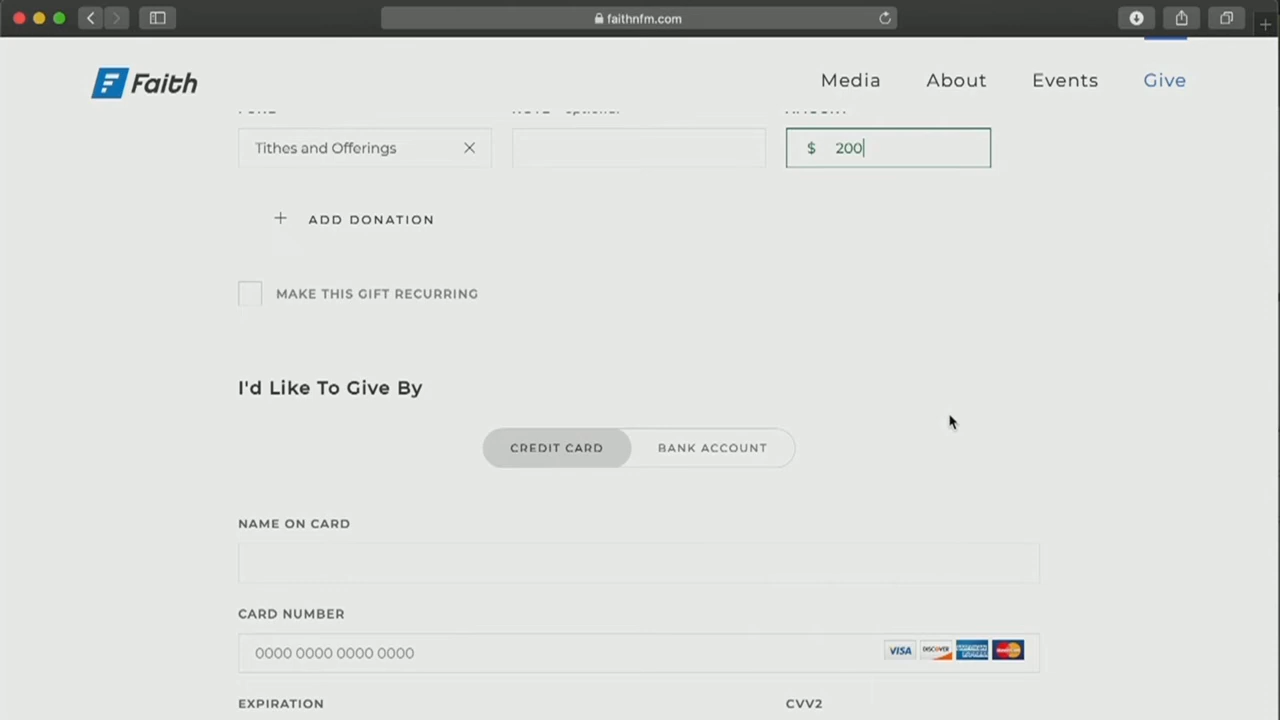 faithnfm.com
Faith
Media About Events Give
Tithes and Offerings
$ 200
+ ADD DONATION
MAKE THIS GIFT RECURRING
I'd Like To Give By
CREDIT CARD BANK ACCOUNT
NAME ON CARD
CARD NUMBER
0000 0000 0000 0000 VISA DISCOVER AMERICAN EXPRESS MasterCard
EXPIRATION CVV2